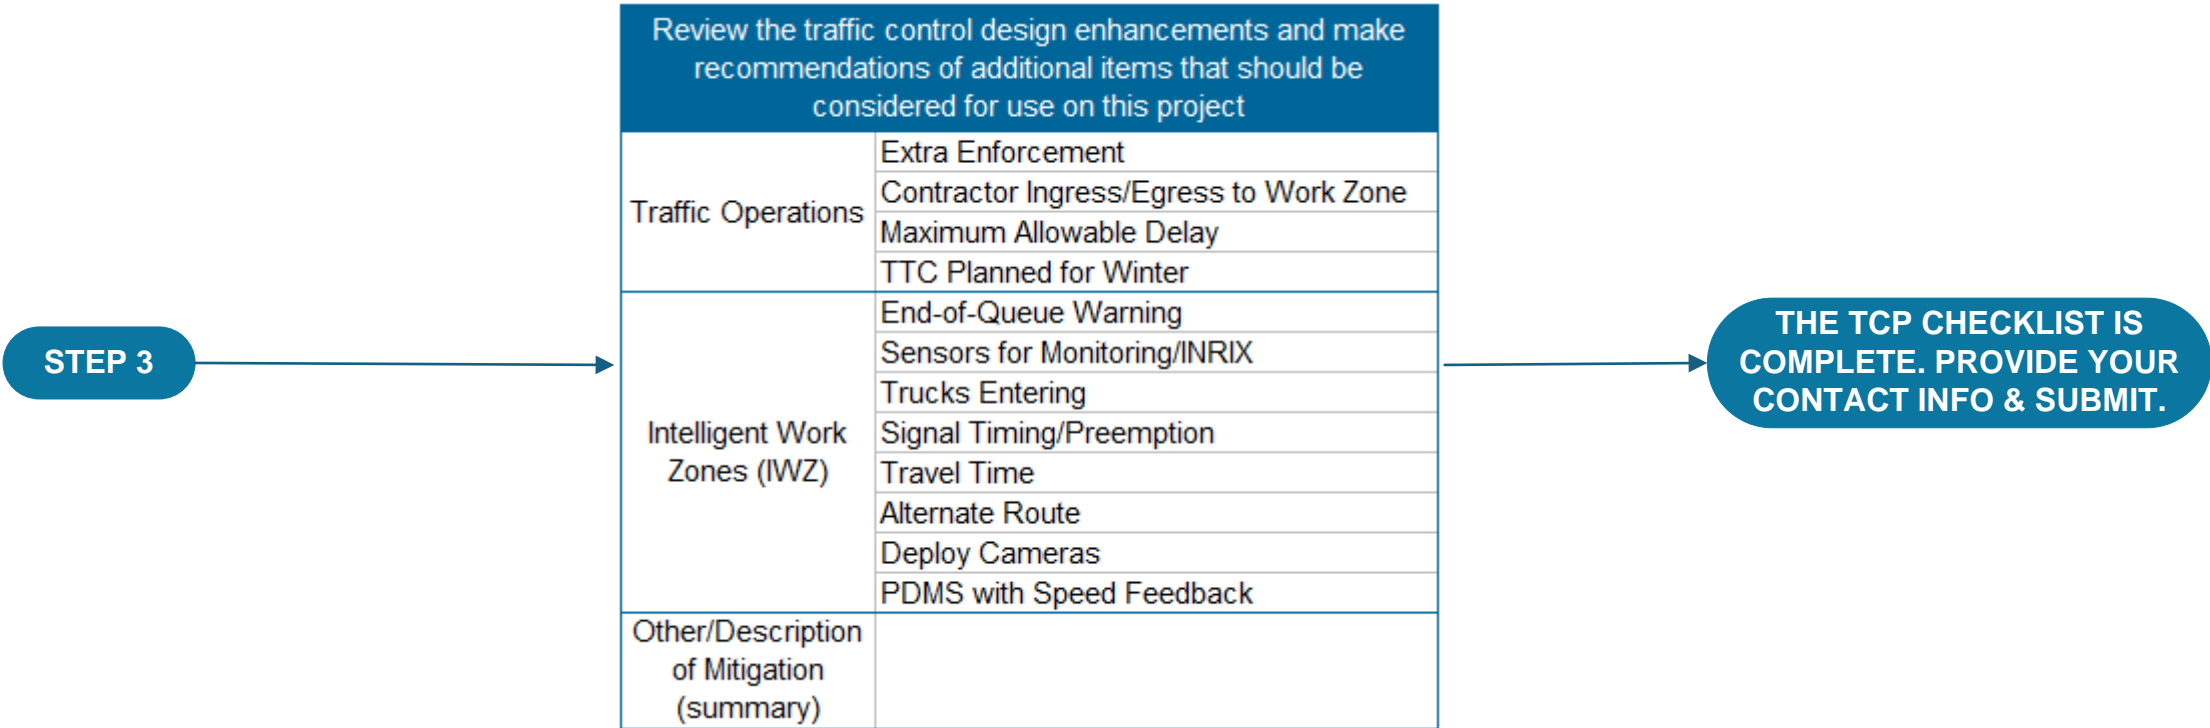 STEP 3
Review the traffic control design enhancements and make
recommendations of additional items that should be
considered for use on this project
Traffic Operations
Extra Enforcement
Contractor Ingress/Egress to Work Zone
Maximum Allowable Delay
TTC Planned for Winter
Intelligent Work
Zones (IWZ)
End-of-Queue Warning
Sensors for Monitoring/INRIX
Trucks Entering
Signal Timing/Preemption
Travel Time
Alternate Route
Deploy Cameras
PDMS with Speed Feedback
Other/Description
of Mitigation
(summary)
THE TCP CHECKLIST IS
COMPLETE. PROVIDE YOUR
CONTACT INFO & SUBMIT.